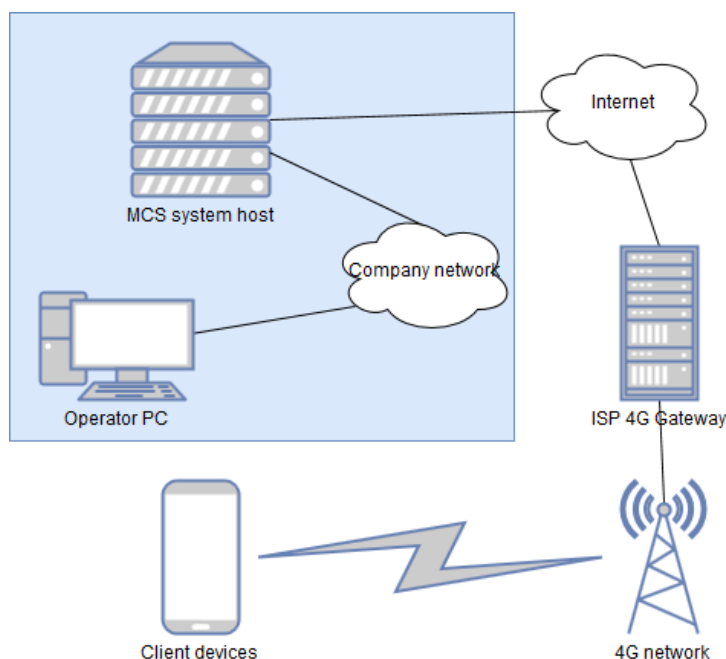 Internet
MCS system host
Company network
Operator PC
ISP 4G Gateway
Client devices
4G network